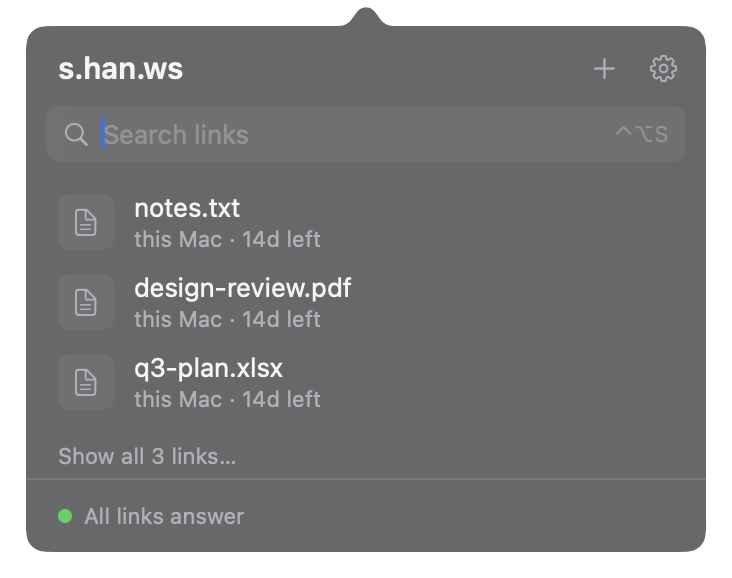 s.han.ws
Search links
^⌥S
notes.txt
this Mac · 14d left
design-review.pdf
this Mac · 14d left
q3-plan.xlsx
this Mac · 14d left
Show all 3 links...
All links answer